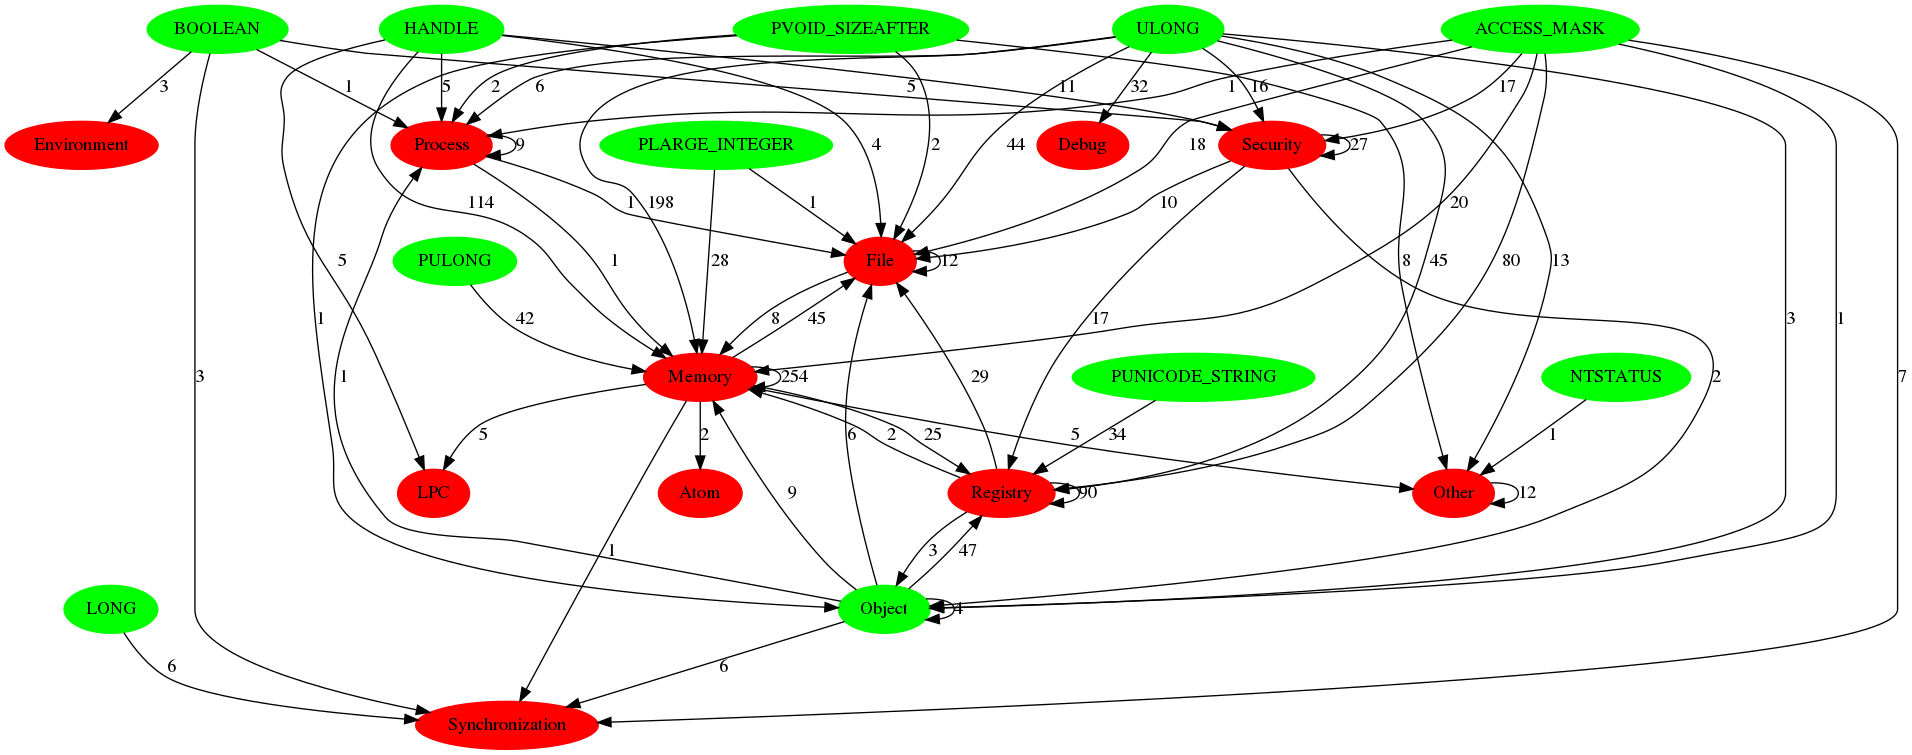 BOOLEAN HANDLE PVOID_SIZEAFTER ULONG ACCESS_MASK
3 1 5 2 6 5 11 32 16 1 17
Environment Process PLARGE_INTEGER Debug Security
9 4 2 44 18 27
114 1 198 1 10 20
PULONG File
5 1 28 12 8 45 80 13
1 42 8 45 17 3 1
Memory PUNICODE_STRING NTSTATUS
3 1 254 29 2 7
5 2 6 2 25 5 34 1
LPC Atom Registry Other
9 90 12
1 3 47
LONG Object
4
6 6
Synchronization